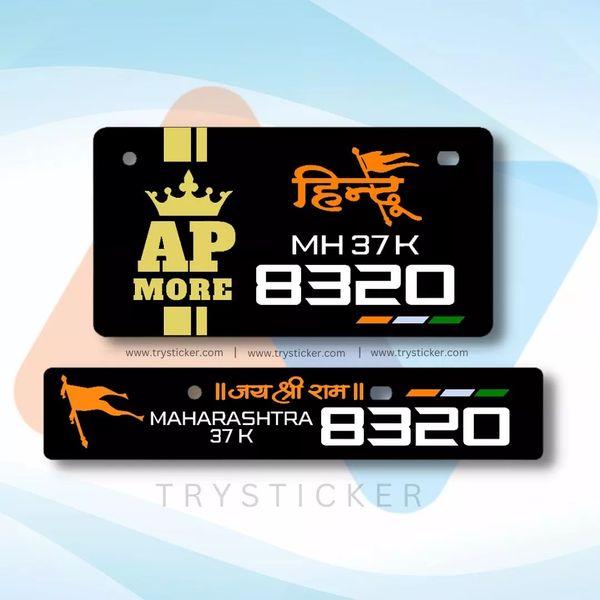 AP
MORE
हिन्दू
MH 37 K
8320
www.trysticker.com | www.trysticker.com | www.trysticker.com
॥जय श्री राम॥
MAHARASHTRA
37 K
8320
TRYSTICKER